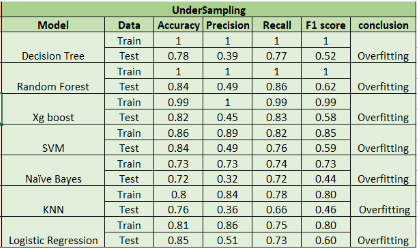 UnderSampling
Model Data Accuracy Precision Recall F1 score conclusion
Decision Tree Train 1 1 1 1 Overfitting
Test 0.78 0.39 0.77 0.52
Random Forest Train 1 1 1 1 Overfitting
Test 0.84 0.49 0.86 0.62
Xg boost Train 0.99 1 0.99 0.99 Overfitting
Test 0.82 0.45 0.83 0.58
SVM Train 0.86 0.89 0.82 0.85 Overfitting
Test 0.84 0.49 0.76 0.59
Naïve Bayes Train 0.73 0.73 0.74 0.73 Overfitting
Test 0.72 0.32 0.72 0.44
KNN Train 0.8 0.84 0.78 0.80 Overfitting
Test 0.76 0.36 0.66 0.46
Logistic Regression Train 0.81 0.86 0.75 0.80 Overfitting
Test 0.85 0.51 0.73 0.60